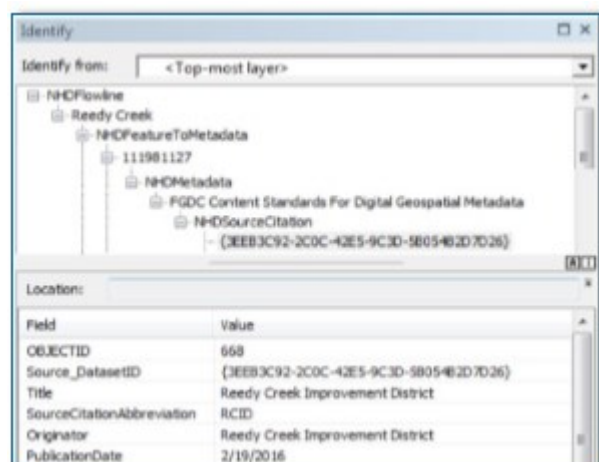 Identify
Identify from: <Top-most layer>
NHDFlowline
Reedy Creek
NHDFeatureToMetadata
111981127
NHDMetadata
FGDC Content Standards For Digital Geospatial Metadata
NHDSourceCitation
{3EEB3C92-2C0C-42E5-9C3D-5B054B2D7D26}
Location:
Field Value
OBJECTID 668
Source_DatasetID {3EEB3C92-2C0C-42E5-9C3D-5B054B2D7D26}
Title Reedy Creek Improvement District
SourceCitationAbbreviation RCID
Originator Reedy Creek Improvement District
PublicationDate 2/19/2016